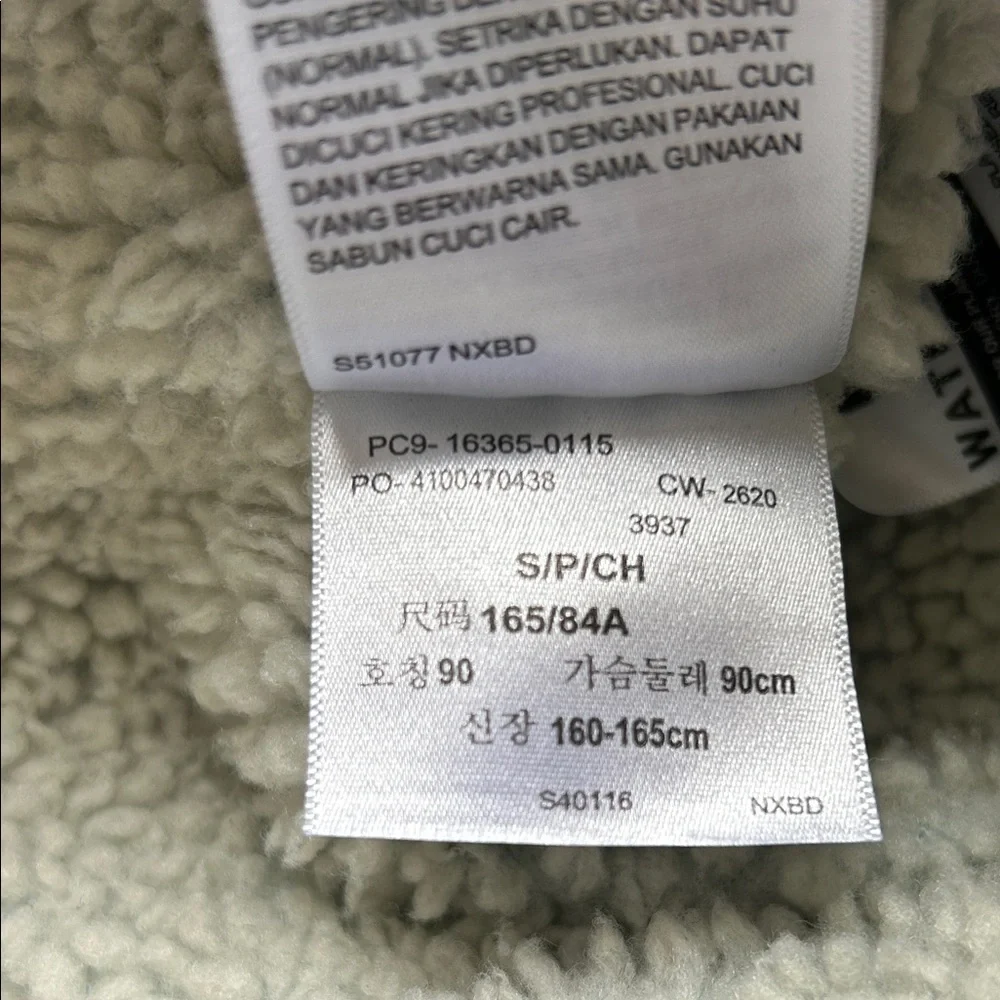 PENGERING
(NORMAL). SETRIKA DENGAN SUHU
NORMAL JIKA DIPERLUKAN. DAPAT
DICUCI KERING PROFESIONAL. CUCI
DAN KERINGKAN DENGAN PAKAIAN
YANG BERWARNA SAMA. GUNAKAN
SABUN CUCI CAIR.
S51077 NXBD
PC9- 16365-0115
PO- 4100470438 CW- 2620
3937
S/P/CH
尺码 165/84A
호칭 90 가슴둘레 90cm
신장 160-165cm
S40116 NXBD